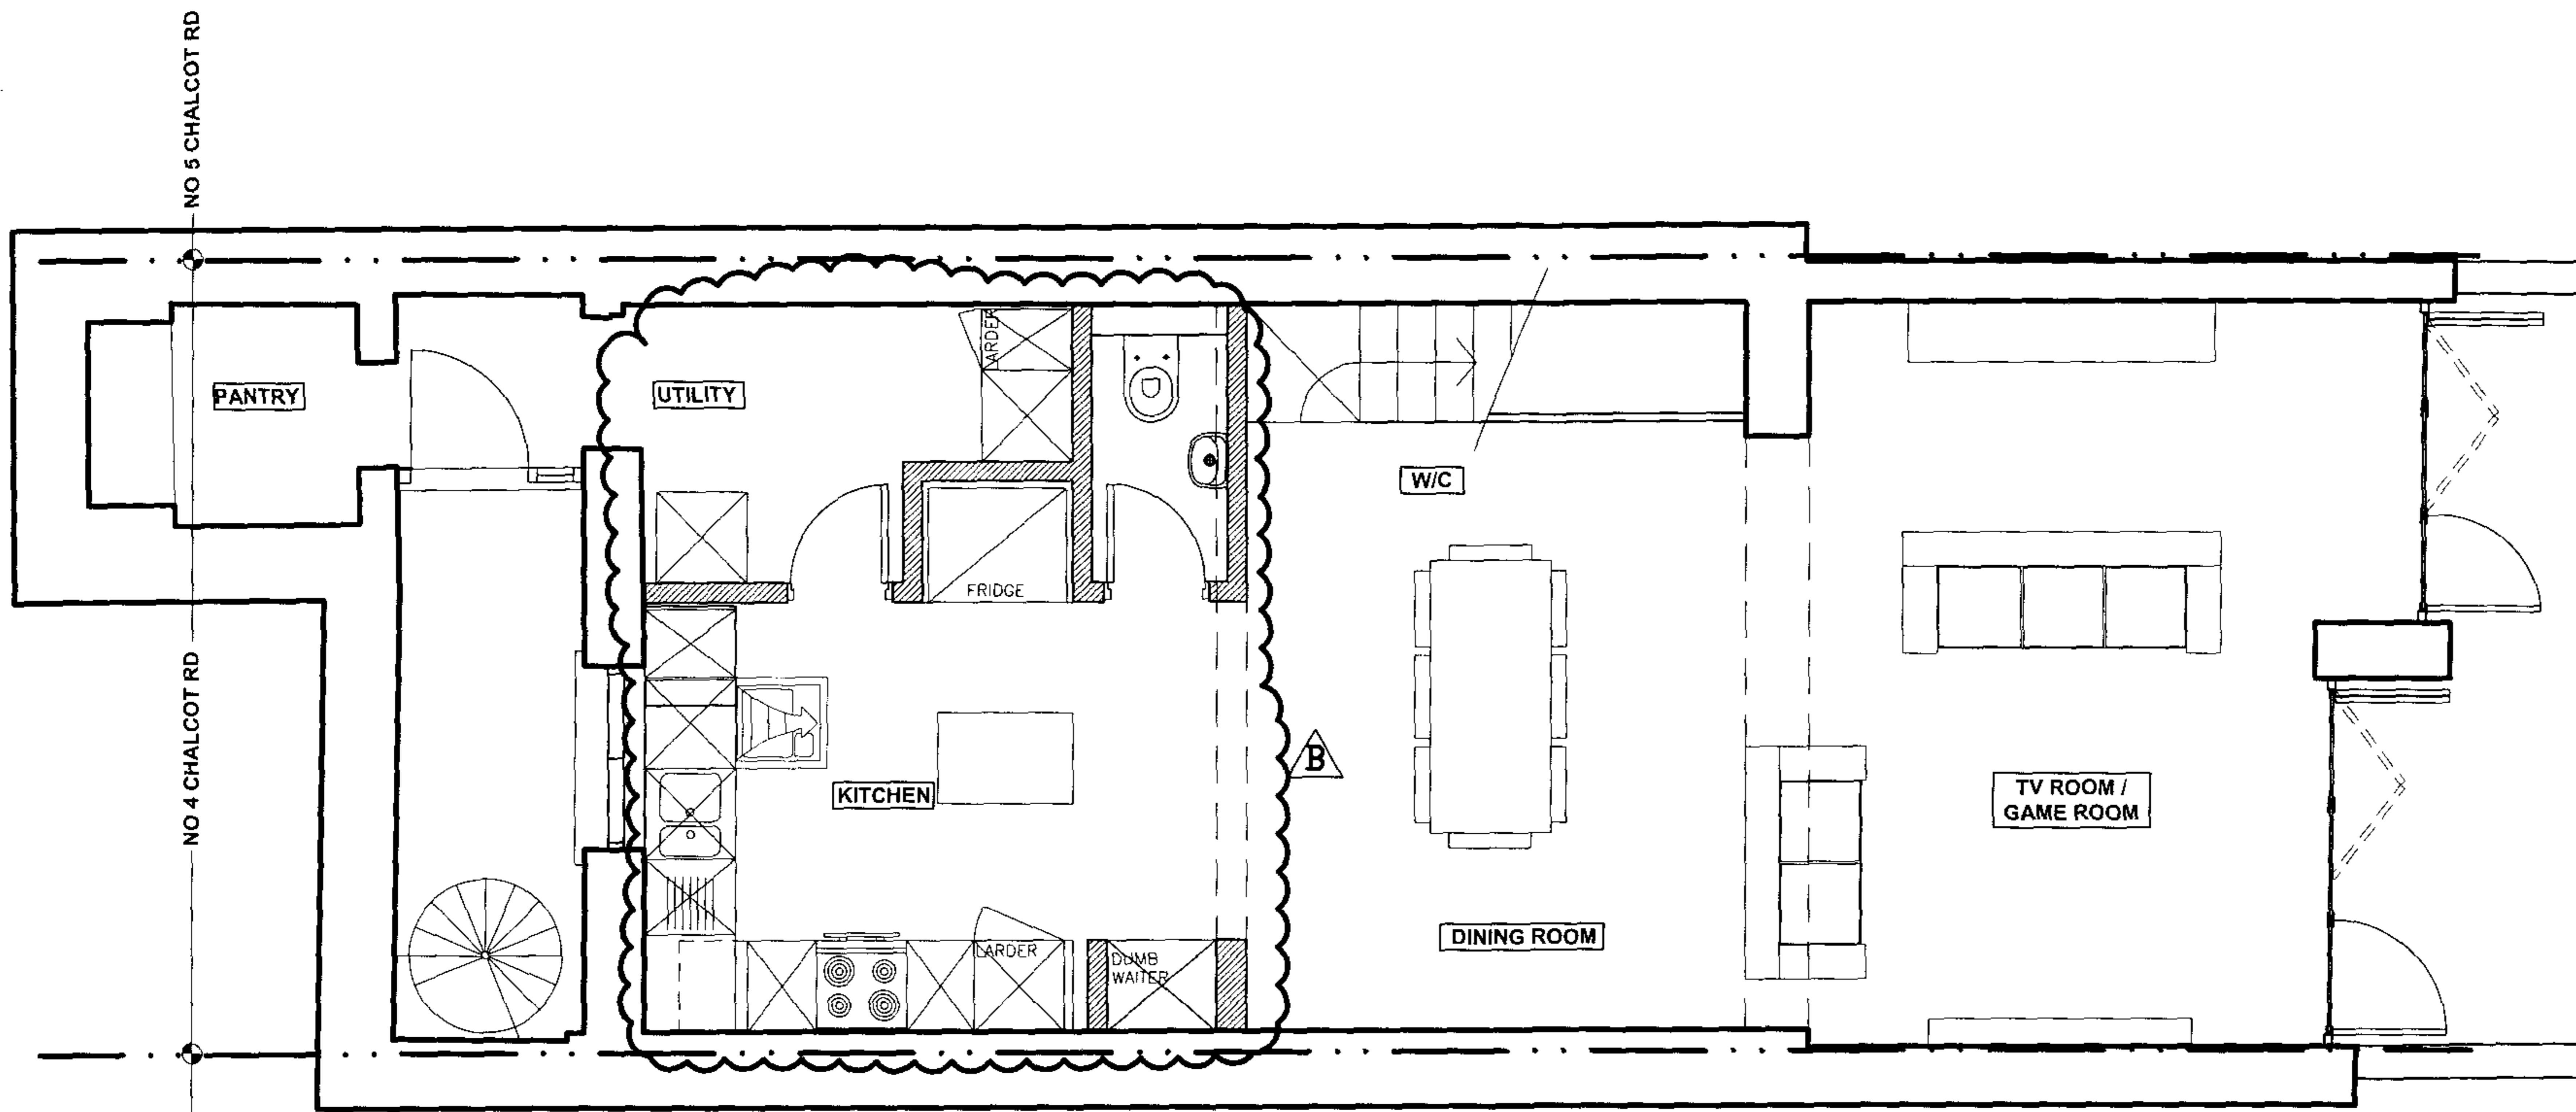 NO 5 CHALCOT RD
NO 4 CHALCOT RD
PANTRY
UTILITY
LARDER
W/C
FRIDGE
B
KITCHEN
TV ROOM /
GAME ROOM
DINING ROOM
LARDER
DUMB
WAITER